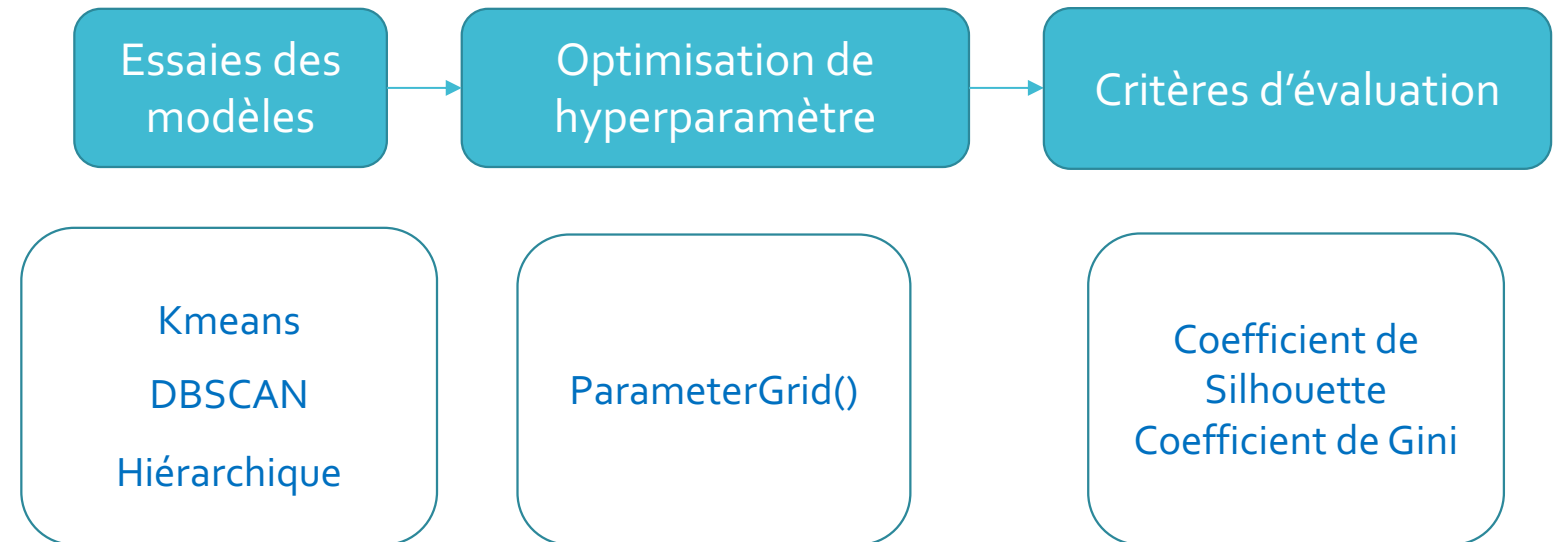 Essaies des
modèles
Optimisation de
hyperparamètre
Critères d’évaluation
Kmeans
DBSCAN
Hiérarchique
ParameterGrid()
Coefficient de
Silhouette
Coefficient de Gini